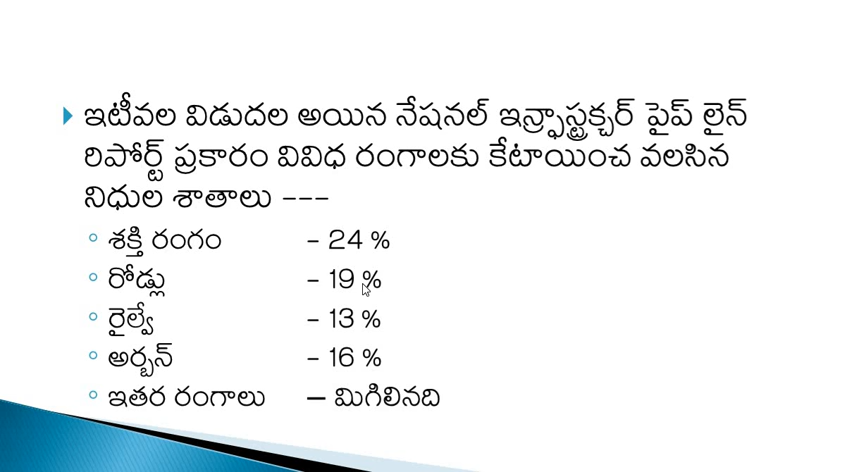 ఇటీవల విడుదల అయిన నేషనల్ ఇన్ఫ్రాస్ట్రక్చర్ పైప్ లైన్
రిపోర్ట్ ప్రకారం వివిధ రంగాలకు కేటాయించ వలసిన
నిధుల శాతాలు ---
శక్తి రంగం – 24 %
రోడ్లు – 19 %
రైల్వే – 13 %
అర్బన్ – 16 %
ఇతర రంగాలు – మిగిలినది